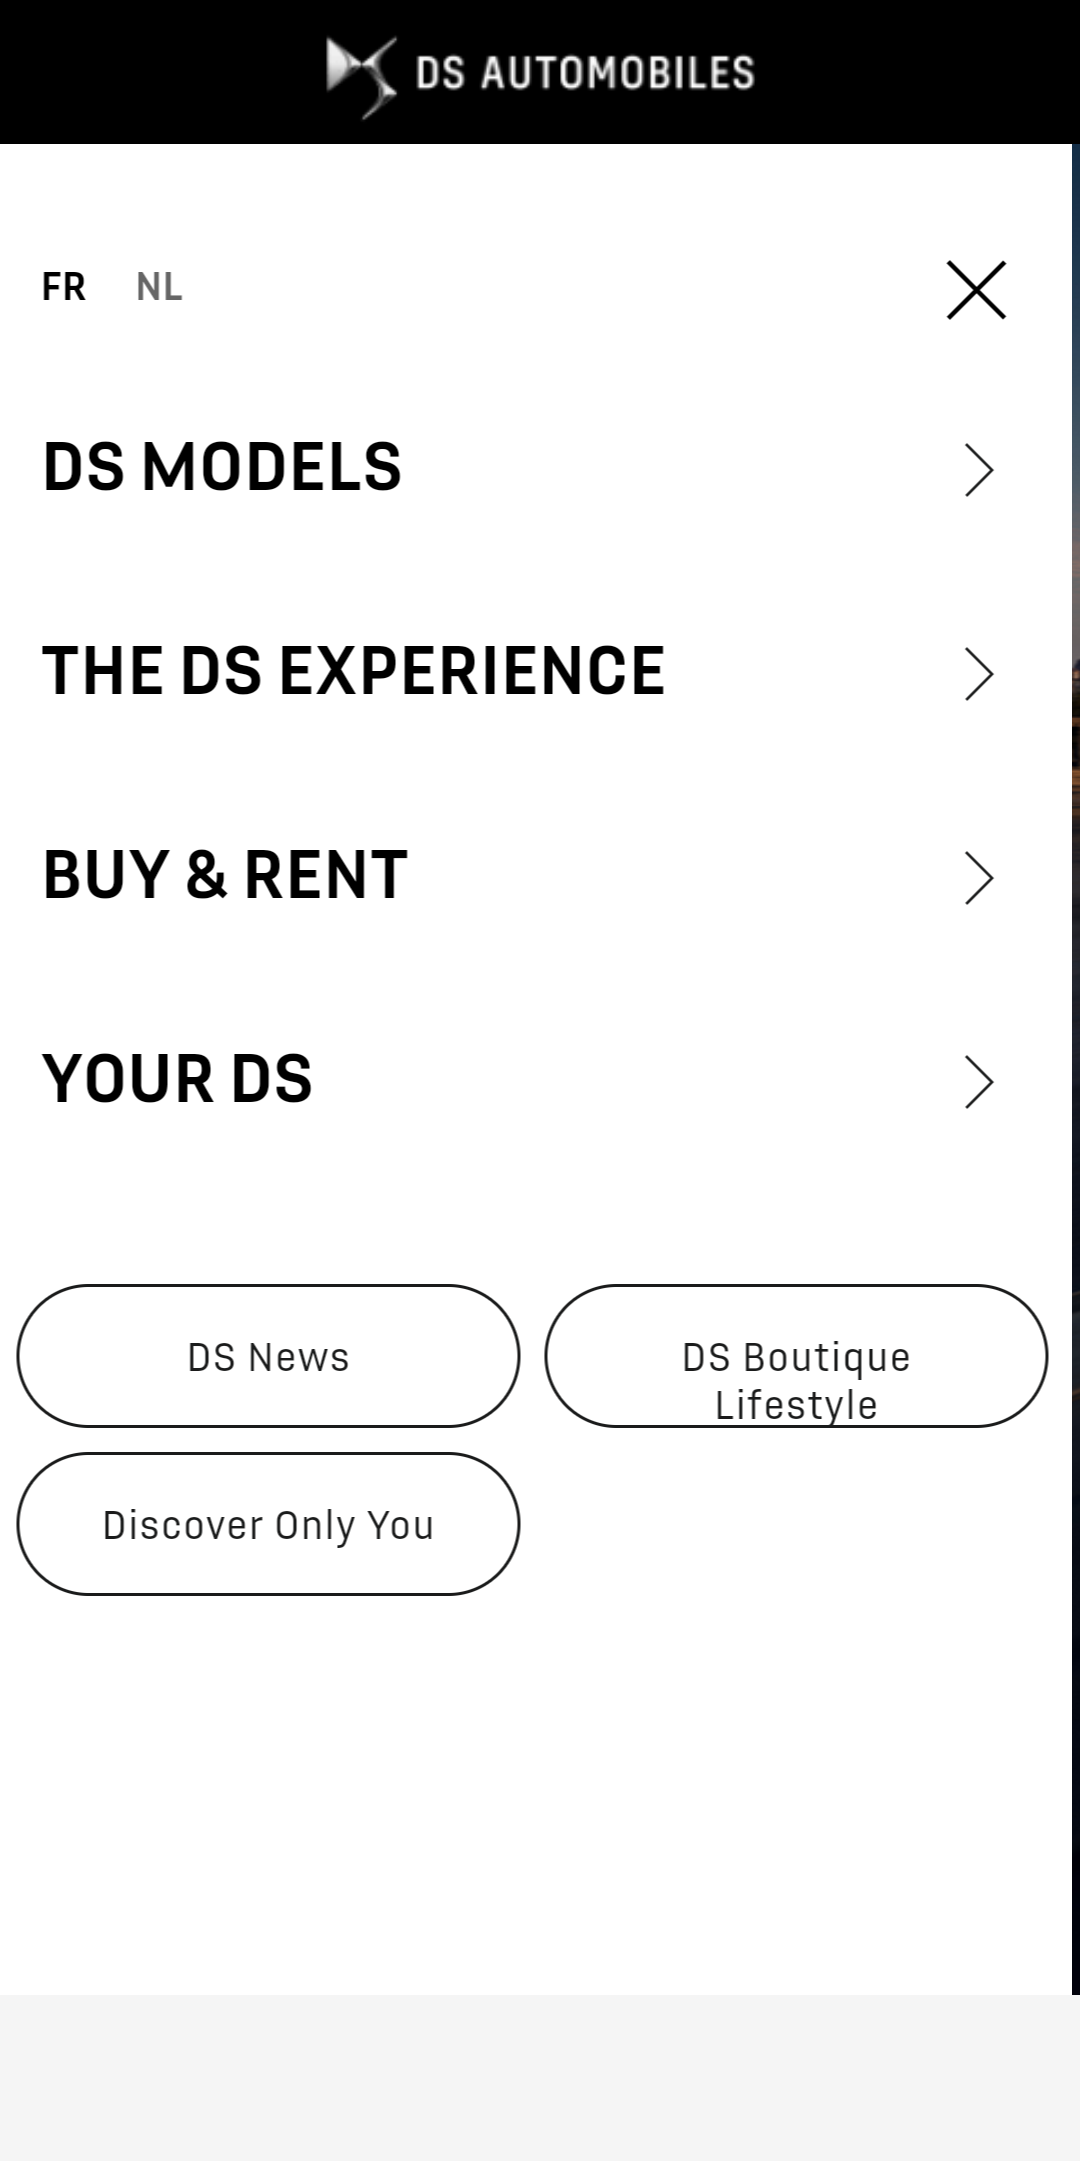 DS AUTOMOBILES
FR NL
DS MODELS
THE DS EXPERIENCE
BUY & RENT
YOUR DS
DS News
DS Boutique
Lifestyle
Discover Only You